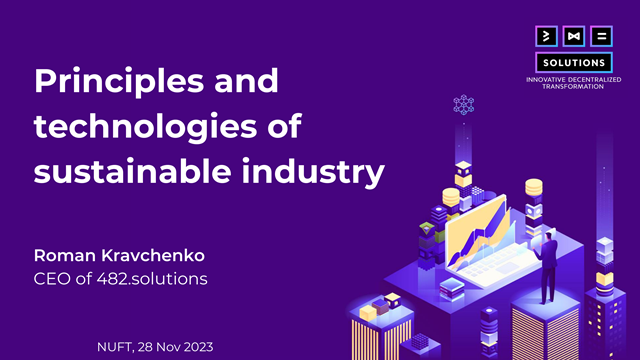 Principles and
technologies of
sustainable industry
SOLUTIONS
INNOVATIVE DECENTRALIZED
TRANSFORMATION
Roman Kravchenko
CEO of 482.solutions
NUFT, 28 Nov 2023